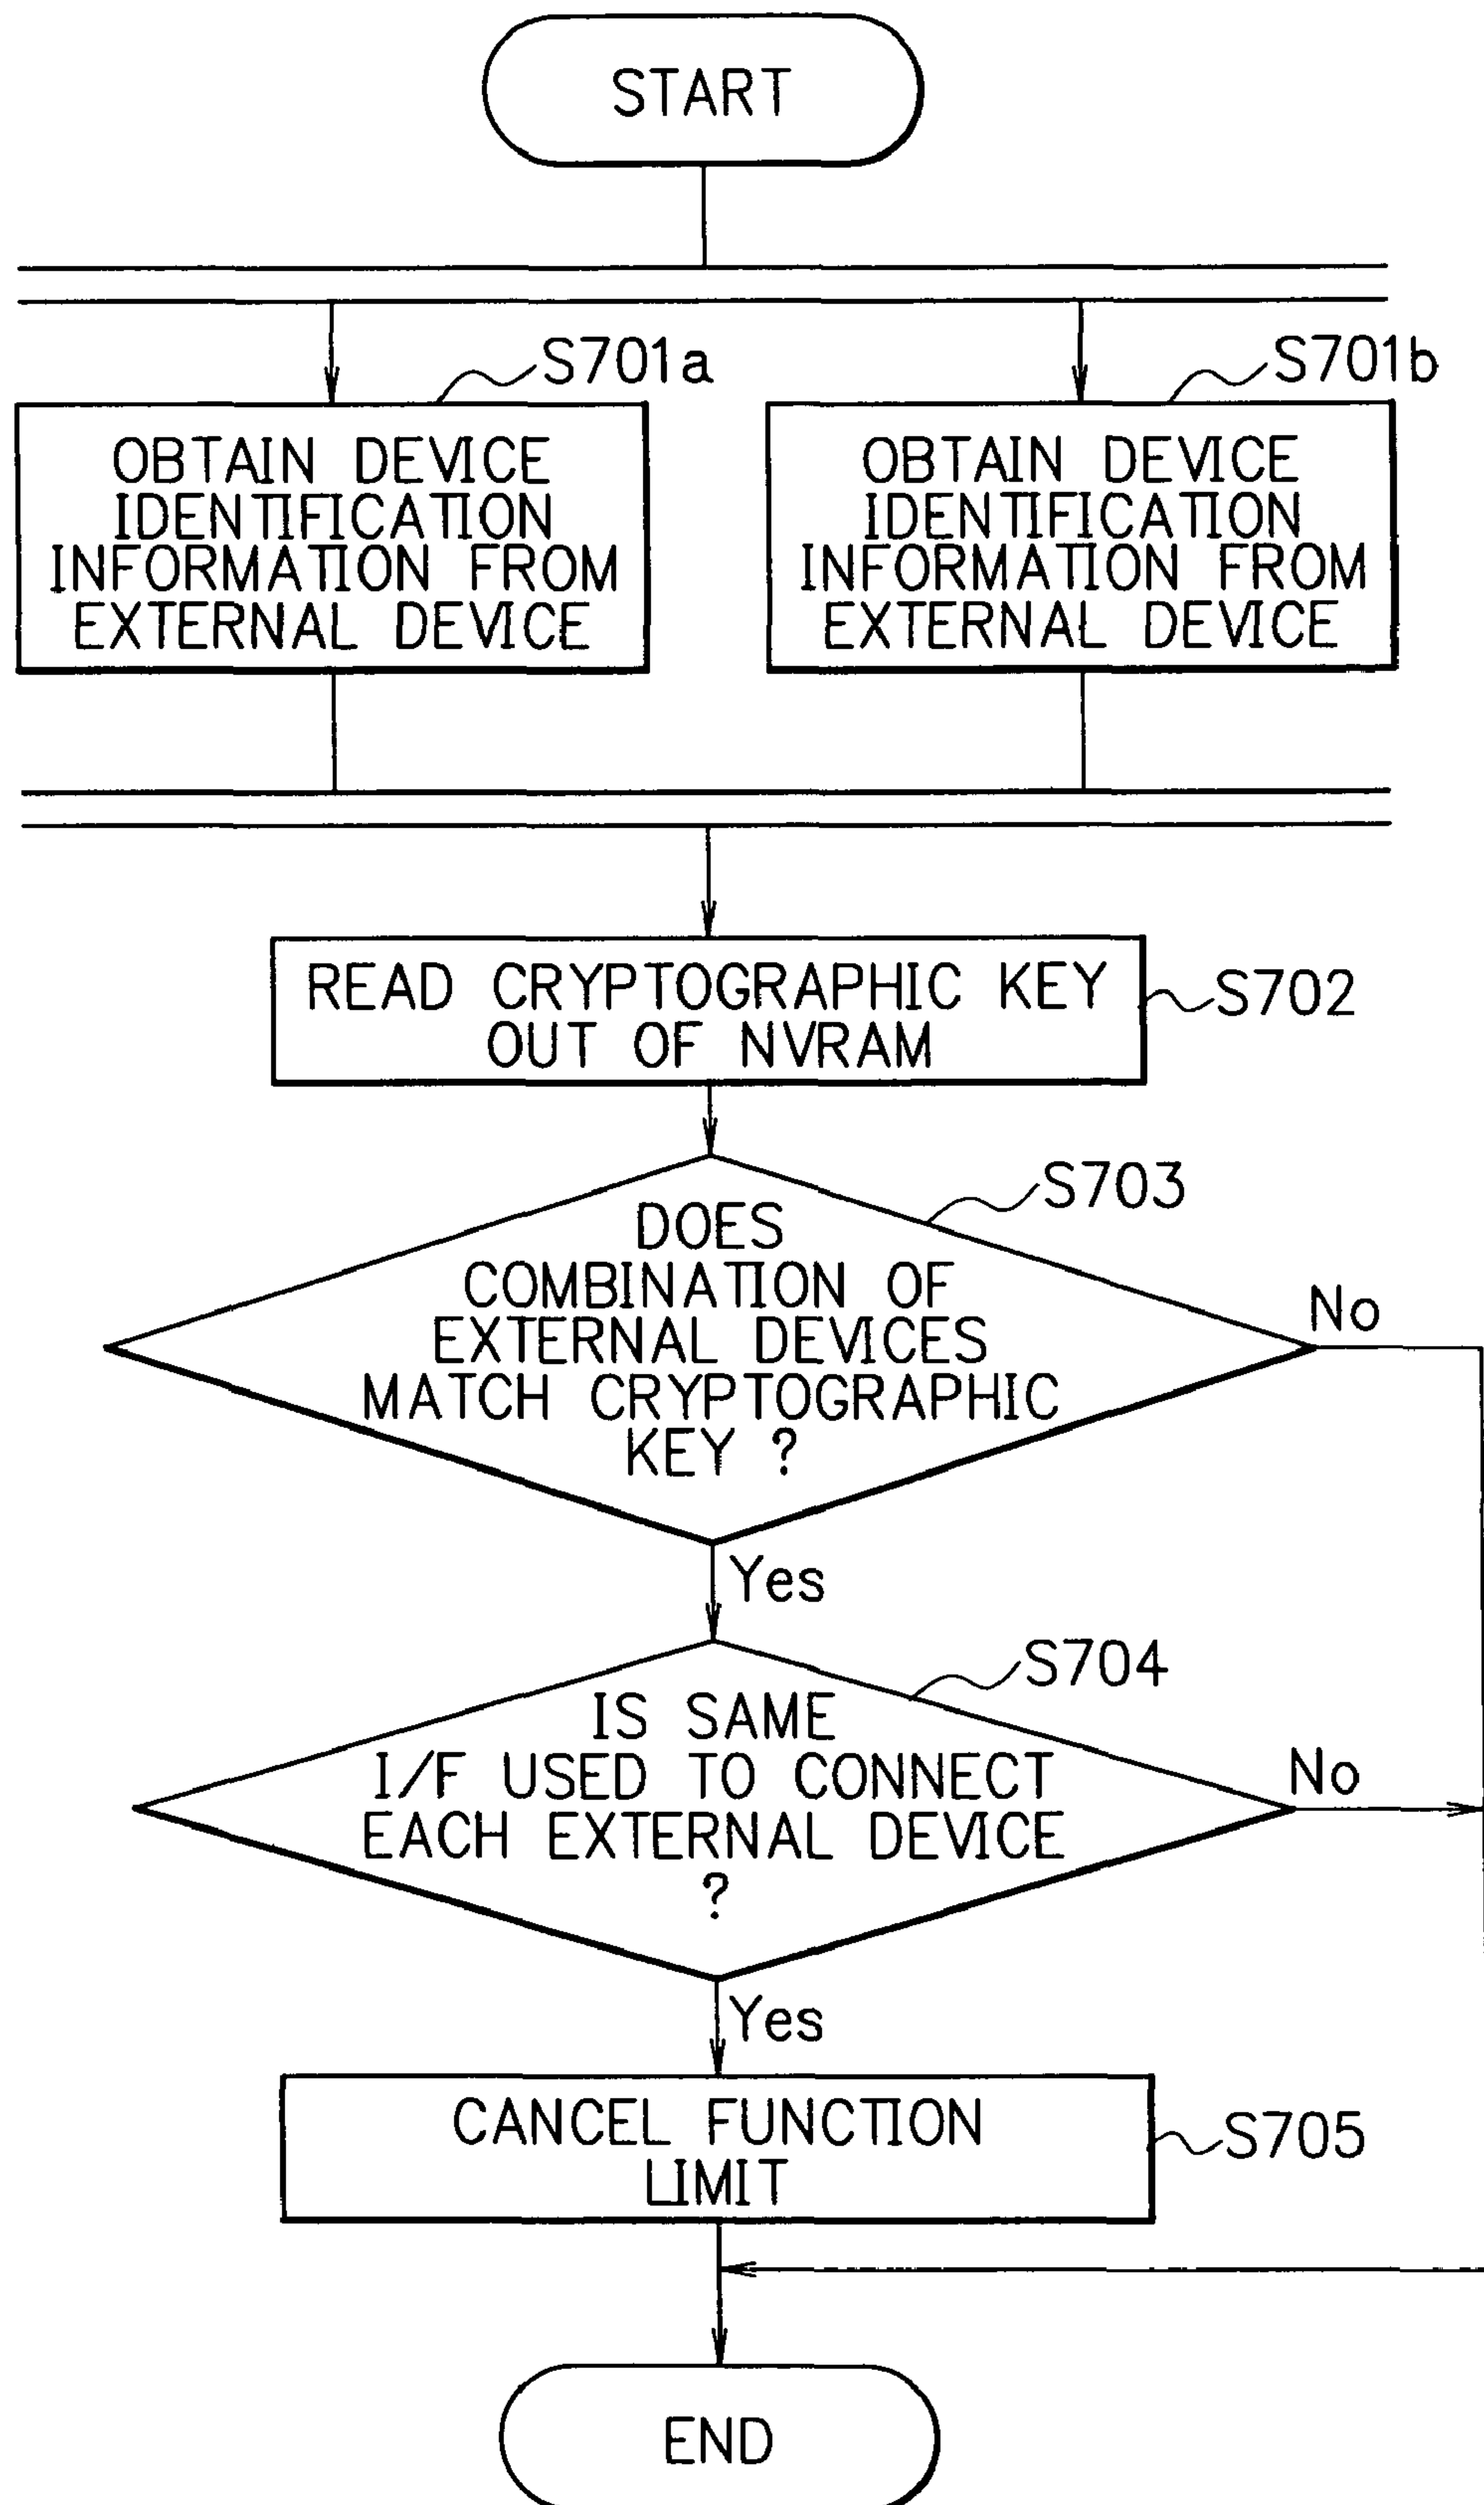 START
S701a
S701b
OBTAIN DEVICE
IDENTIFICATION
INFORMATION FROM
EXTERNAL DEVICE
OBTAIN DEVICE
IDENTIFICATION
INFORMATION FROM
EXTERNAL DEVICE
READ CRYPTOGRAPHIC KEY
OUT OF NVRAM
S702
S703
DOES
COMBINATION OF
EXTERNAL DEVICES
MATCH CRYPTOGRAPHIC
KEY ?
No
Yes
S704
IS SAME
I/F USED TO CONNECT
EACH EXTERNAL DEVICE
?
No
Yes
CANCEL FUNCTION
LIMIT
S705
END